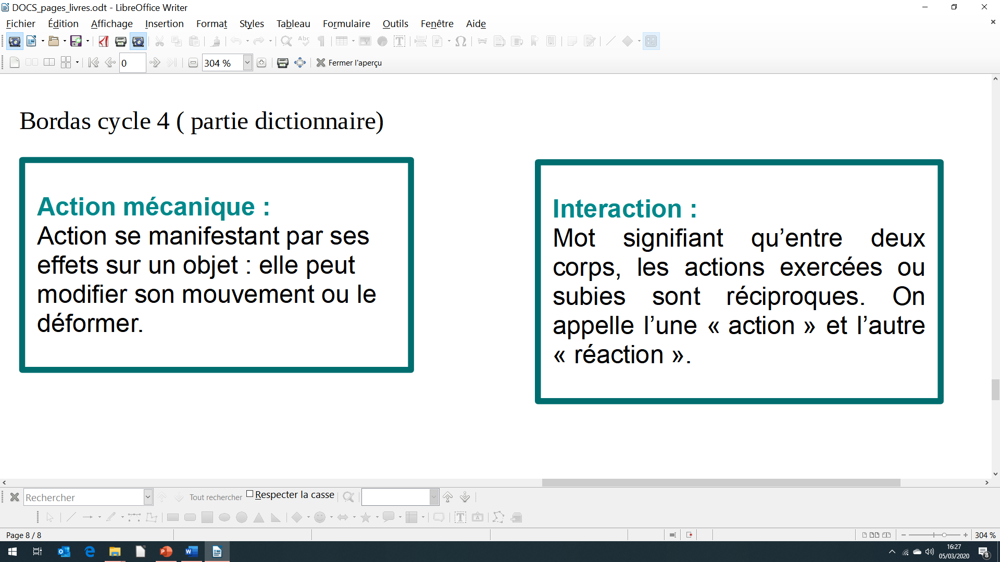 DOCS_pages_livres.odt - LibreOffice Writer
Fichier Édition Affichage Insertion Format Styles Tableau Formulaire Outils Fenêtre Aide
0 304 % Fermer l'aperçu
Bordas cycle 4 ( partie dictionnaire)
Action mécanique :
Action se manifestant par ses
effets sur un objet : elle peut
modifier son mouvement ou le
déformer.
Interaction :
Mot signifiant qu’entre deux
corps, les actions exercées ou
subies sont réciproques. On
appelle l’une « action » et l’autre
« réaction ».
Rechercher Tout rechercher Respecter la casse
Page 8 / 8 304 %
16:27
05/03/2020
8